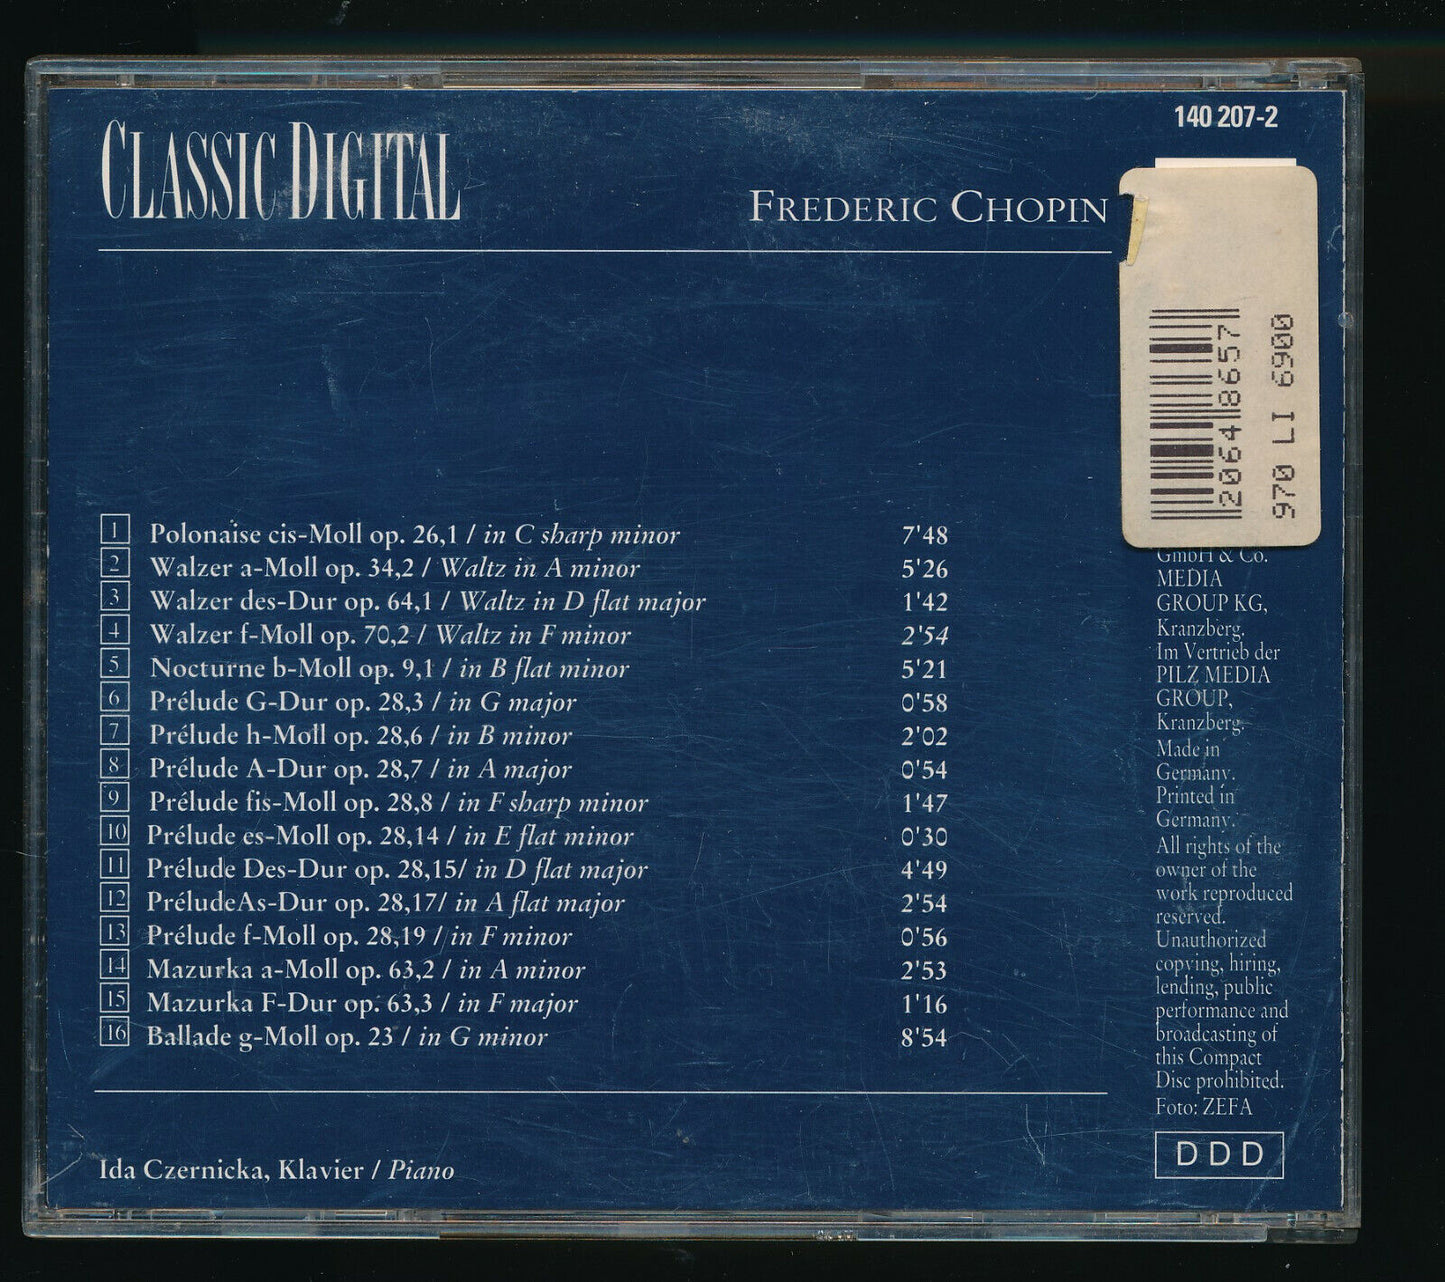 140 207-2
CLASSIC DIGITAL
FREDERIC CHOPIN
20648657
970 LI 6900
1 Polonaise cis-Moll op. 26,1 / in C sharp minor 7'48
2 Walzer a-Moll op. 34,2 / Waltz in A minor 5'26
3 Walzer des-Dur op. 64,1 / Waltz in D flat major 1'42
4 Walzer f-Moll op. 70,2 / Waltz in F minor 2'54
5 Nocturne b-Moll op. 9,1 / in B flat minor 5'21
6 Prélude G-Dur op. 28,3 / in G major 0'58
7 Prélude h-Moll op. 28,6 / in B minor 2'02
8 Prélude A-Dur op. 28,7 / in A major 0'54
9 Prélude fis-Moll op. 28,8 / in F sharp minor 1'47
10 Prélude es-Moll op. 28,14 / in E flat minor 0'30
11 Prélude Des-Dur op. 28,15/ in D flat major 4'49
12 PréludeAs-Dur op. 28,17/ in A flat major 2'54
13 Prélude f-Moll op. 28,19 / in F minor 0'56
14 Mazurka a-Moll op. 63,2 / in A minor 2'53
15 Mazurka F-Dur op. 63,3 / in F major 1'16
16 Ballade g-Moll op. 23 / in G minor 8'54
Ida Czernicka, Klavier / Piano
GmbH & Co.
MEDIA
GROUP KG,
Kranzberg.
Im Vertrieb der
PILZ MEDIA
GROUP,
Kranzberg.
Made in
Germany.
Printed in
Germany.
All rights of the
owner of the
work reproduced
reserved.
Unauthorized
copying, hiring,
lending, public
performance and
broadcasting of
this Compact
Disc prohibited.
Foto: ZEFA
DDD